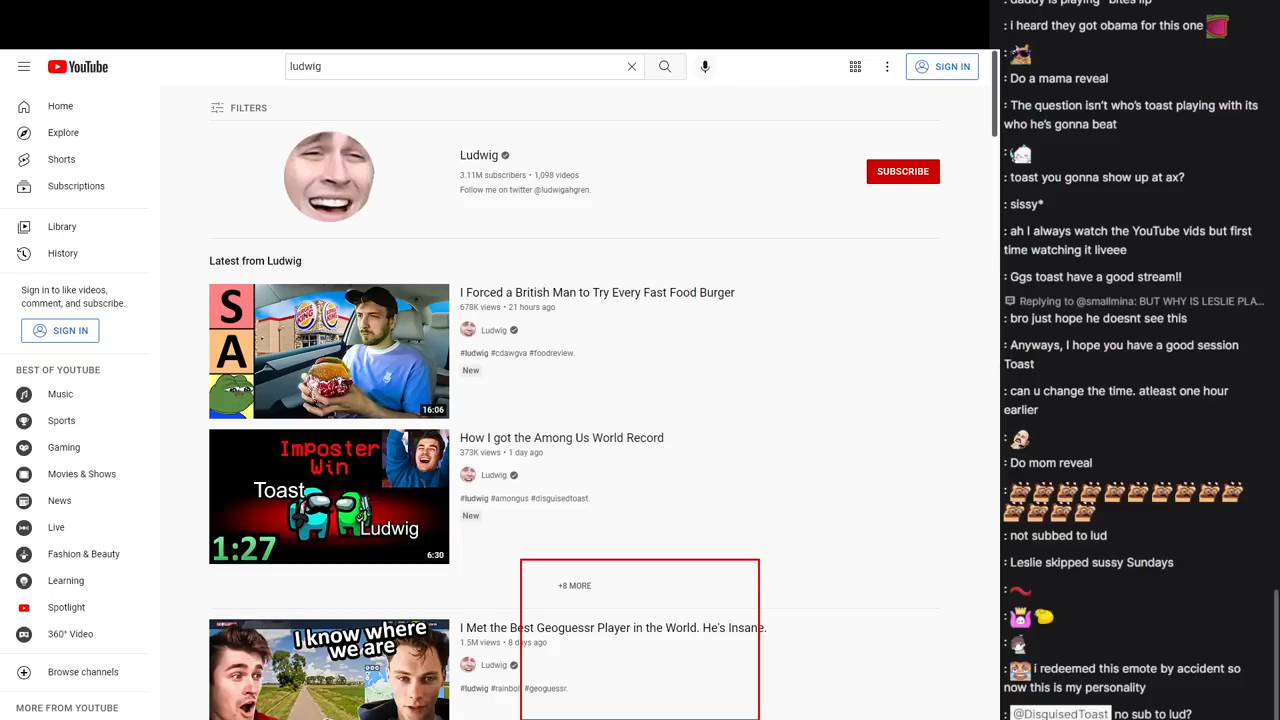 YouTube
ludwig
SIGN IN
Home
Explore
Shorts
Subscriptions
Library
History
Sign in to like videos,
comment, and subscribe.
SIGN IN
BEST OF YOUTUBE
Music
Sports
Gaming
Movies & Shows
News
Live
Fashion & Beauty
Learning
Spotlight
360° Video
Browse channels
MORE FROM YOUTUBE
FILTERS
Ludwig
3.11M subscribers • 1,098 videos
Follow me on twitter @ludwigahgren.
SUBSCRIBE
Latest from Ludwig
S
A
BURGER KING
16:06
I Forced a British Man to Try Every Fast Food Burger
678K views • 21 hours ago
Ludwig
#ludwig #cdawgva #foodreview.
New
Imposter
Win
Toast
Ludwig
1:27
6:30
How I got the Among Us World Record
373K views • 1 day ago
Ludwig
#ludwig #amongus #disguisedtoast.
New
+8 MORE
I know where
we are
I Met the Best Geoguessr Player in the World. He's Insane.
1.5M views • 8 days ago
Ludwig
#ludwig #rainbol #geoguessr.
daddy is playing *bites lip*
: i heard they got obama for this one
:
: Do a mama reveal
: The question isn't who's toast playing with its
who he's gonna beat
:
: toast you gonna show up at ax?
: sissy*
: ah I always watch the YouTube vids but first
time watching it liveee
: Ggs toast have a good stream!!
Replying to @smallmina: BUT WHY IS LESLIE PLA...
: bro just hope he doesnt see this
: Anyways, I hope you have a good session
Toast
: can u change the time. atleast one hour
earlier
:
: Do mom reveal
:
: not subbed to lud
: Leslie skipped sussy Sundays
:
:
:
: i redeemed this emote by accident so
now this is my personality
: @DisguisedToast no sub to lud?